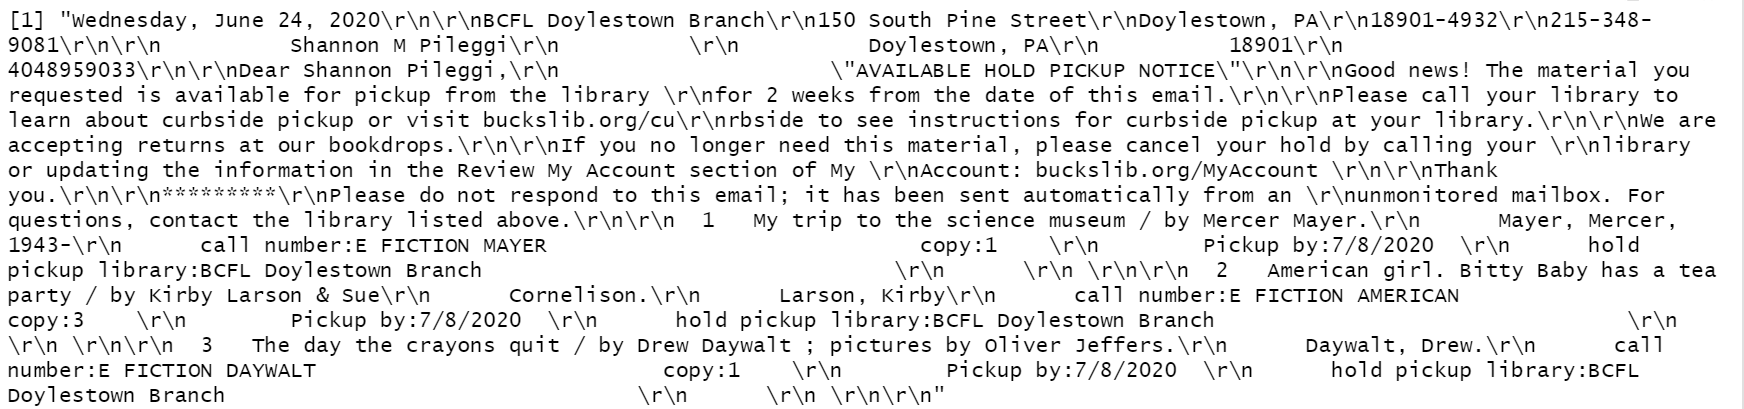 [1] "Wednesday, June 24, 2020\r\n\r\nBCFL Doylestown Branch\r\n150 South Pine Street\r\nDoylestown, PA\r\n18901-4932\r\n215-348-
9081\r\n\r\n          Shannon M Pileggi\r\n          \r\n          Doylestown, PA\r\n          18901\r\n
4048959033\r\n\r\nDear Shannon Pileggi,\r\n                     \"AVAILABLE HOLD PICKUP NOTICE\"\r\n\r\nGood news! The material you
requested is available for pickup from the library \r\nfor 2 weeks from the date of this email.\r\n\r\nPlease call your library to
learn about curbside pickup or visit buckslib.org/cu\r\nrbside to see instructions for curbside pickup at your library.\r\n\r\nWe are
accepting returns at our bookdrops.\r\n\r\nIf you no longer need this material, please cancel your hold by calling your \r\nlibrary
or updating the information in the Review My Account section of My \r\nAccount: buckslib.org/MyAccount \r\n\r\nThank
you.\r\n\r\n*********\r\nPlease do not respond to this email; it has been sent automatically from an \r\nunmonitored mailbox. For
questions, contact the library listed above.\r\n\r\n  1   My trip to the science museum / by Mercer Mayer.\r\n      Mayer, Mercer,
1943-\r\n      call number:E FICTION MAYER                             copy:1    \r\n        Pickup by:7/8/2020  \r\n      hold
pickup library:BCFL Doylestown Branch                                \r\n      \r\n \r\n\r\n  2   American girl. Bitty Baby has a tea
party / by Kirby Larson & Sue\r\n      Cornelison.\r\n      Larson, Kirby\r\n      call number:E FICTION AMERICAN
copy:3    \r\n        Pickup by:7/8/2020  \r\n      hold pickup library:BCFL Doylestown Branch                                \r\n
\r\n \r\n\r\n  3   The day the crayons quit / by Drew Daywalt ; pictures by Oliver Jeffers.\r\n      Daywalt, Drew.\r\n      call
number:E FICTION DAYWALT                           copy:1    \r\n        Pickup by:7/8/2020  \r\n      hold pickup library:BCFL
Doylestown Branch                                \r\n      \r\n \r\n\r\n"